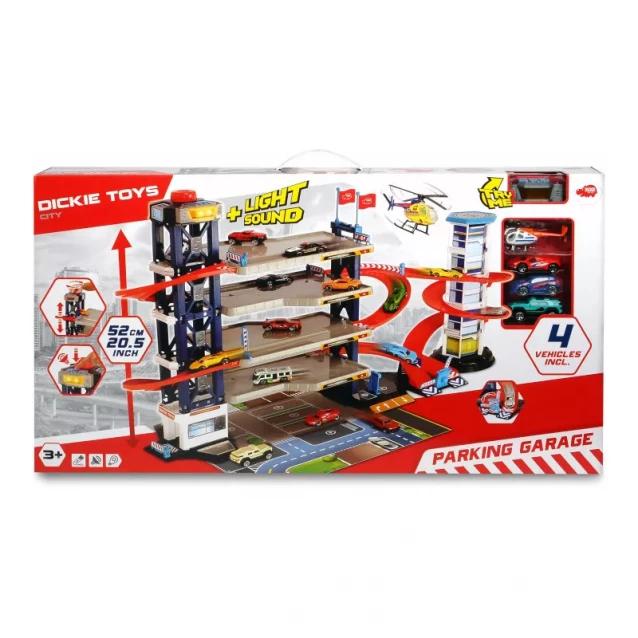 DICKIE TOYS
CITY
+ LIGHT
SOUND
TRY
ME
52 CM
20.5
INCH
4
VEHICLES
INCL.
3+
PARKING GARAGE